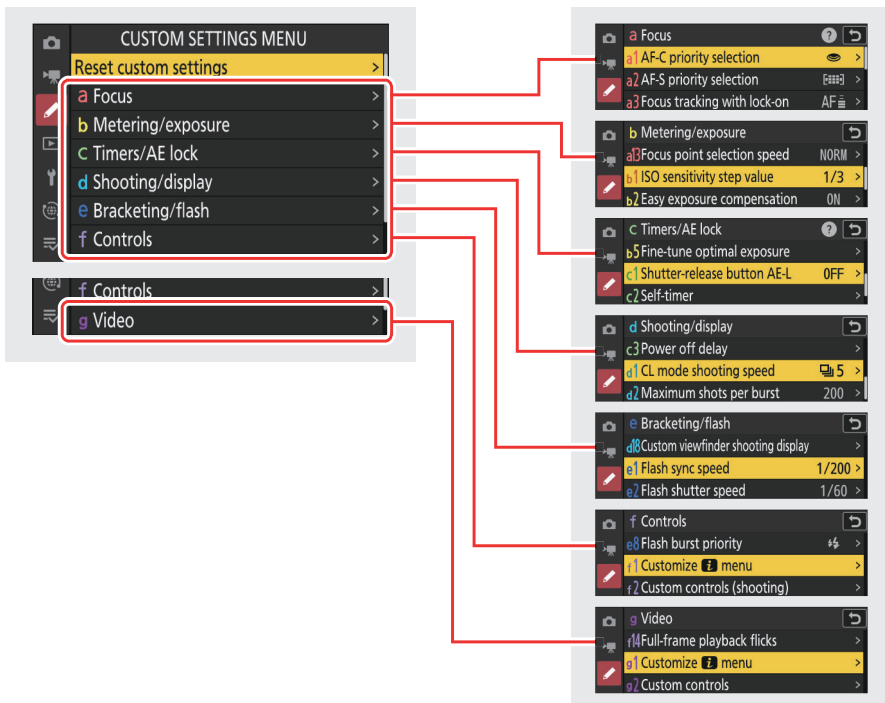 CUSTOM SETTINGS MENU
Reset custom settings
a Focus
b Metering/exposure
c Timers/AE lock
d Shooting/display
e Bracketing/flash
f Controls
f Controls
g Video
a Focus
a1 AF-C priority selection
a2 AF-S priority selection
a3 Focus tracking with lock-on AF
b Metering/exposure
a13 Focus point selection speed NORM
b1 ISO sensitivity step value 1/3
b2 Easy exposure compensation ON
c Timers/AE lock
b5 Fine-tune optimal exposure
c1 Shutter-release button AE-L OFF
c2 Self-timer
d Shooting/display
c3 Power off delay
d1 CL mode shooting speed 5
d2 Maximum shots per burst 200
e Bracketing/flash
d18 Custom viewfinder shooting display
e1 Flash sync speed 1/200
e2 Flash shutter speed 1/60
f Controls
e8 Flash burst priority
f1 Customize i menu
f2 Custom controls (shooting)
g Video
f14 Full-frame playback flicks
g1 Customize i menu
g2 Custom controls